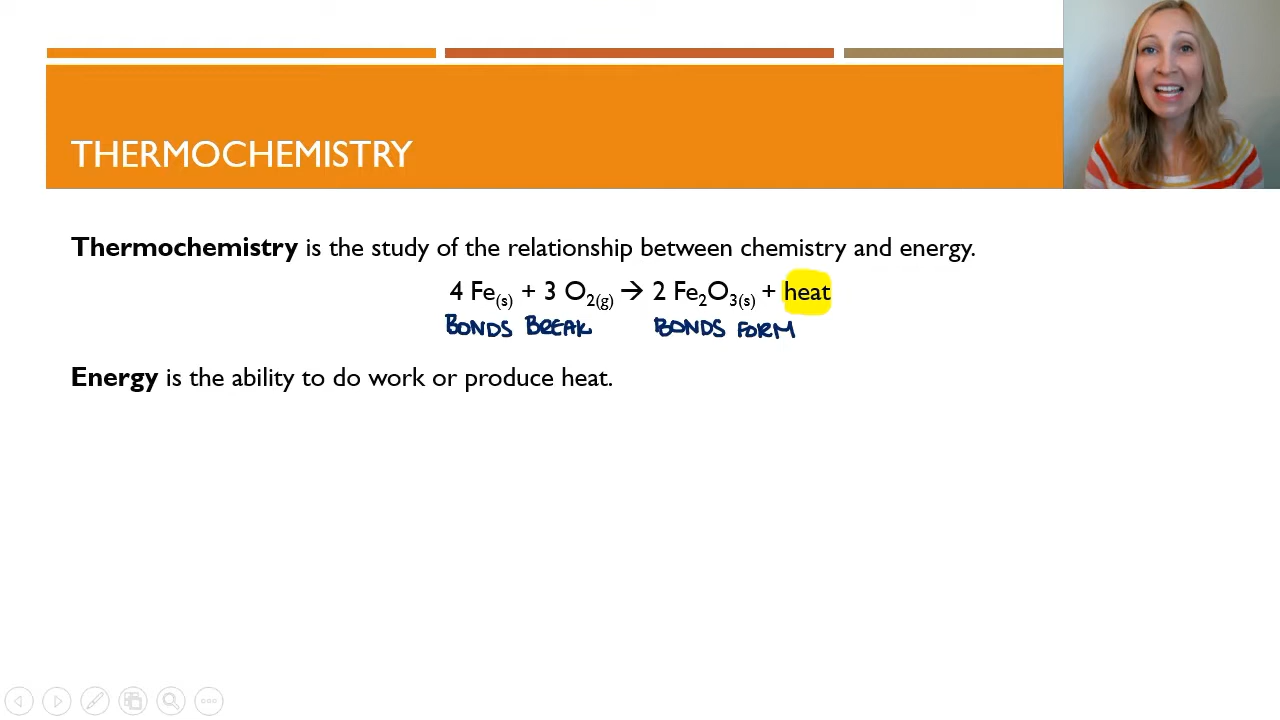 THERMOCHEMISTRY
Thermochemistry is the study of the relationship between chemistry and energy.
4 Fe(s) + 3 O2(g) → 2 Fe2O3(s) + heat
BONDS BREAK BONDS FORM
Energy is the ability to do work or produce heat.